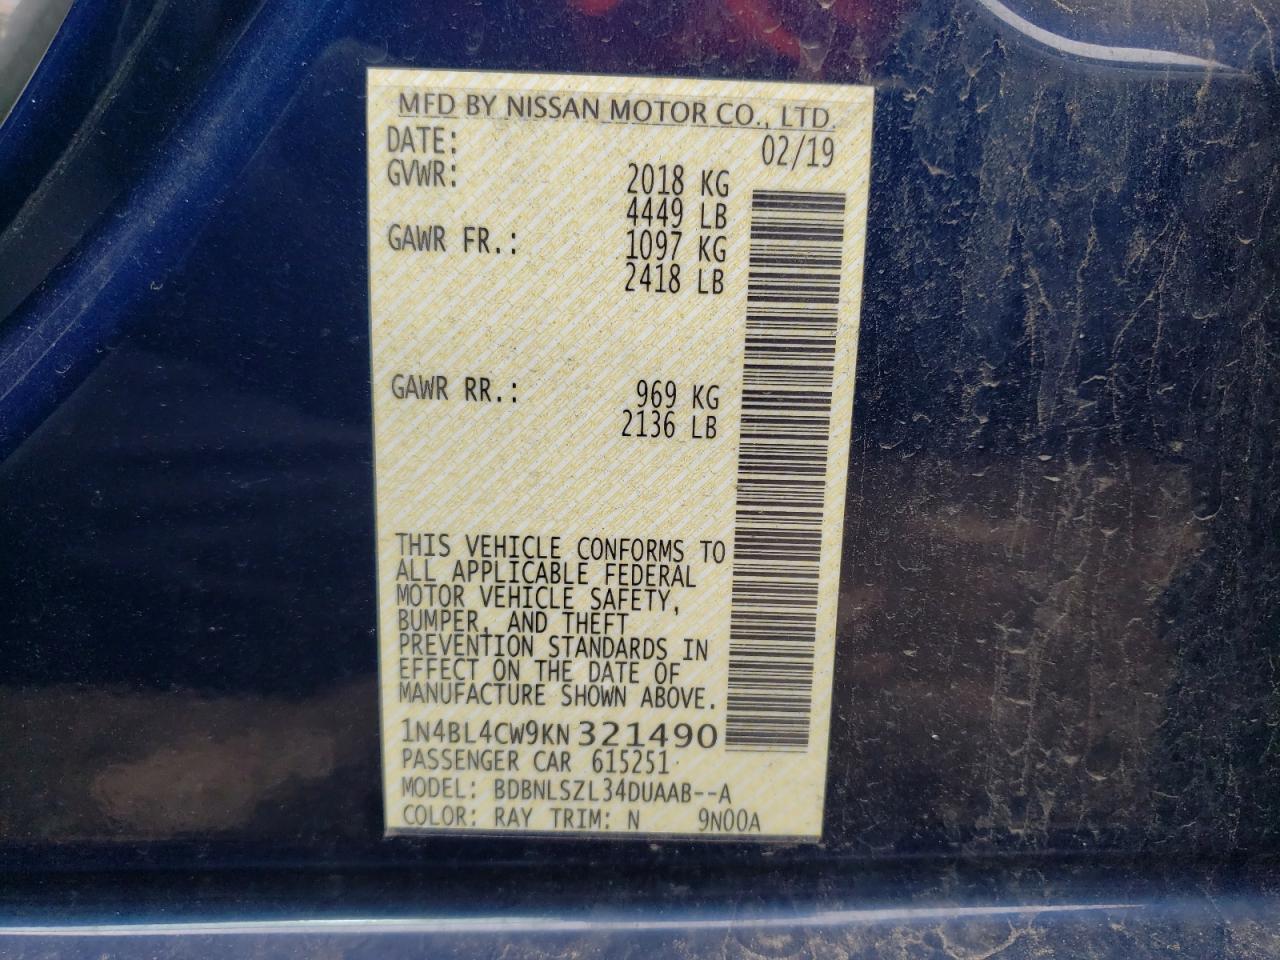 MFD BY NISSAN MOTOR CO., LTD.
DATE: 02/19
GVWR: 2018 KG
4449 LB
GAWR FR.: 1097 KG
2418 LB
GAWR RR.: 969 KG
2136 LB
THIS VEHICLE CONFORMS TO
ALL APPLICABLE FEDERAL
MOTOR VEHICLE SAFETY,
BUMPER, AND THEFT
PREVENTION STANDARDS IN
EFFECT ON THE DATE OF
MANUFACTURE SHOWN ABOVE.
1N4BL4CW9KN321490
PASSENGER CAR 615251
MODEL: BDBNLSZL34DUAAB--A
COLOR: RAY TRIM: N 9N00A